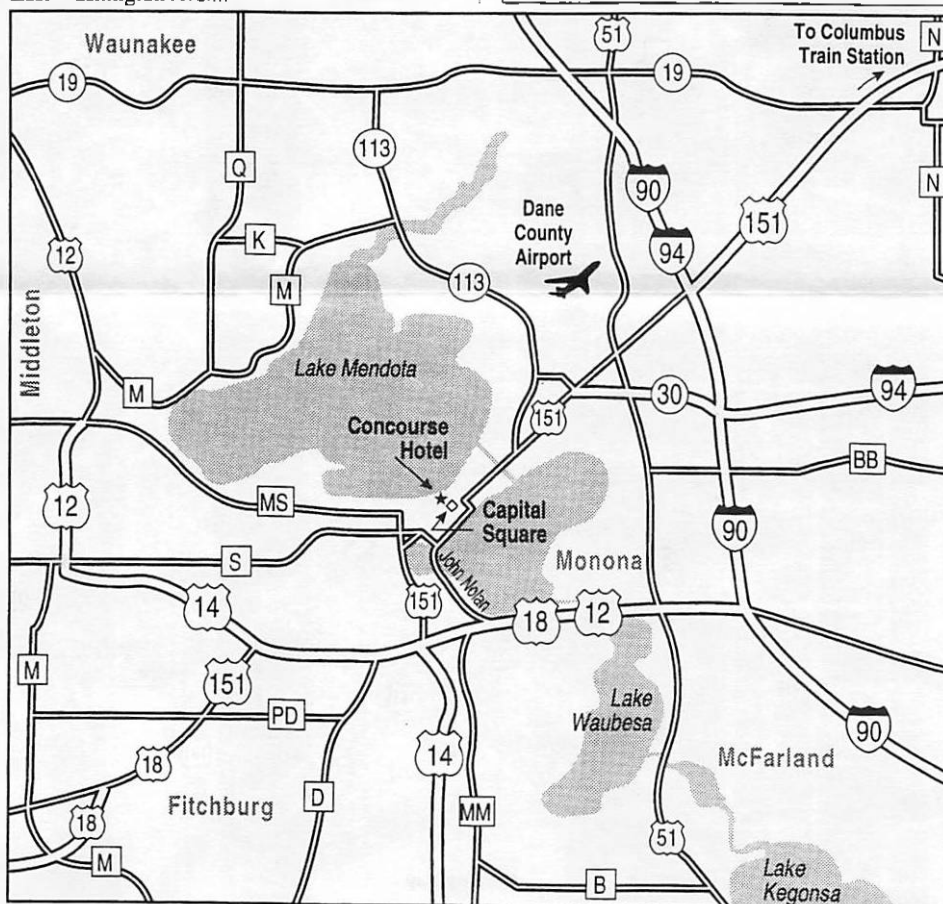 Waunakee
51
To Columbus
Train Station
N
19
19
113
Q
90
N
K
Dane
County
Airport
151
12
94
M
113
Middleton
Lake Mendota
M
30
94
151
Concourse
Hotel
BB
12
MS
Capital
Square
90
S
Monona
John Nolan
14
151
18
12
M
151
Lake
Waubesa
PD
14
90
18
McFarland
Fitchburg
D
MM
18
51
M
B
Lake
Kegonsa